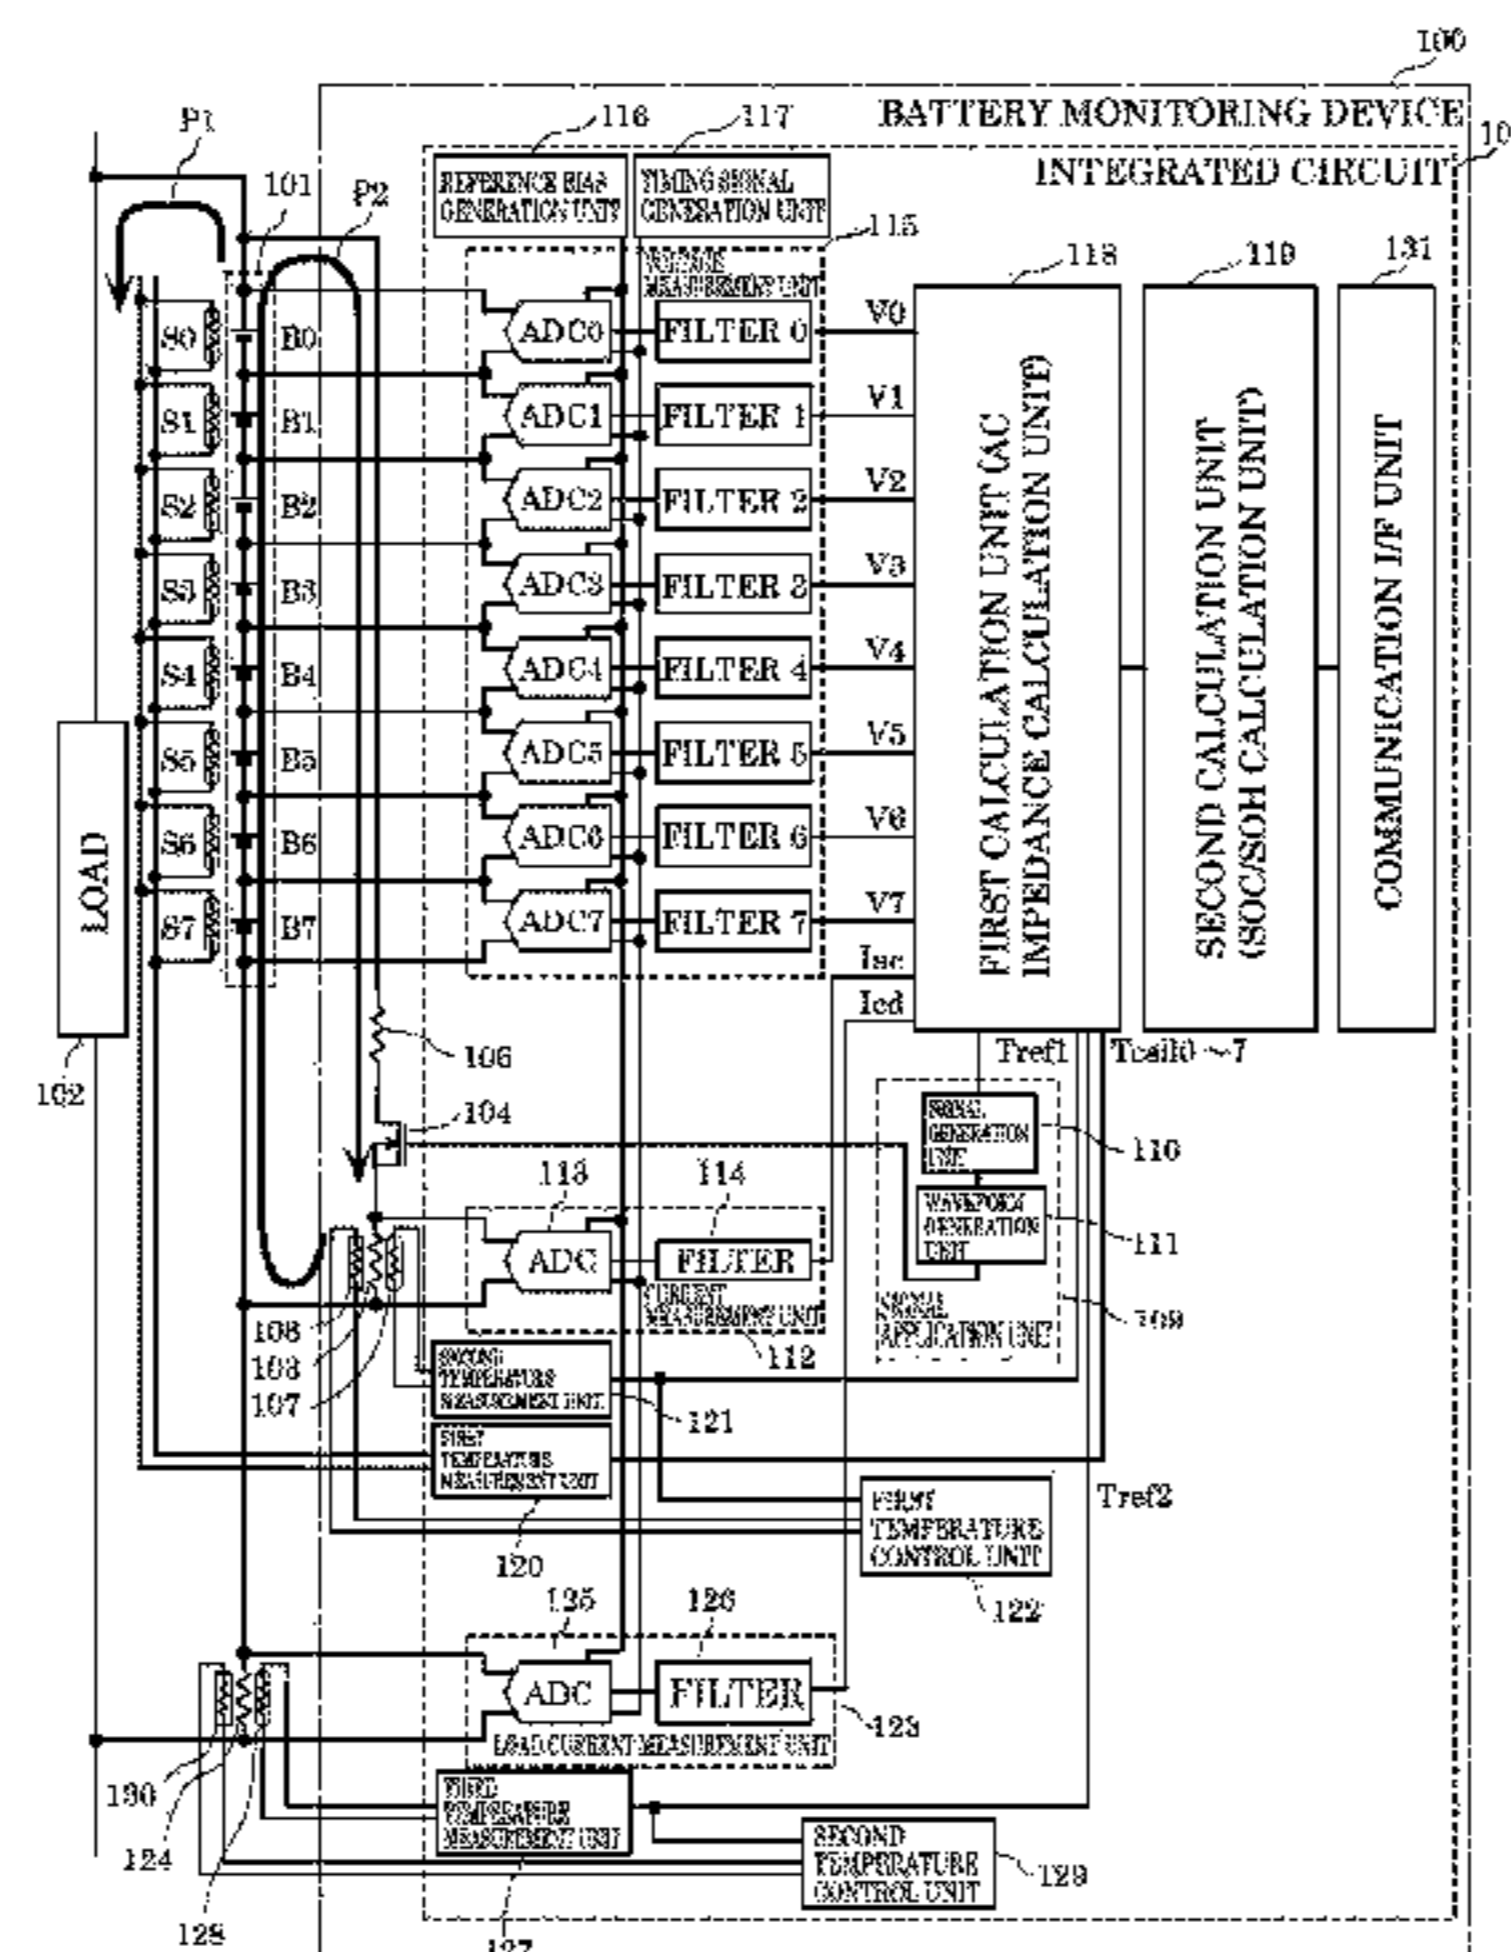 100
BATTERY MONITORING DEVICE
10
INTEGRATED CIRCUIT
P1
116
117
REFERENCE BIAS
GENERATION UNIT
TIMING SIGNAL
GENERATION UNIT
101
P2
115
VOLTAGE
MEASUREMENT UNIT
118
119
131
S0
B0
ADC0
FILTER 0
V0
S1
B1
ADC1
FILTER 1
V1
S2
B2
ADC2
FILTER 2
V2
S3
B3
ADC3
FILTER 3
V3
S4
B4
ADC4
FILTER 4
V4
S5
B5
ADC5
FILTER 5
V5
S6
B6
ADC6
FILTER 6
V6
S7
B7
ADC7
FILTER 7
V7
FIRST CALCULATION UNIT (AC
IMPEDANCE CALCULATION UNIT)
SECOND CALCULATION UNIT
(SOC/SOH CALCULATION UNIT)
COMMUNICATION I/F UNIT
LOAD
102
Iac
Icd
106
Tref1
Tcell0 ~7
104
SIGNAL
GENERATION
UNIT
110
WAVEFORM
GENERATION
UNIT
111
SIGNAL
APPLICATION UNIT
109
113
114
ADC
FILTER
CURRENT
MEASUREMENT UNIT
112
108
103
107
SECOND
TEMPERATURE
MEASUREMENT UNIT
121
FIRST
TEMPERATURE
MEASUREMENT UNIT
120
Tref2
FIRST
TEMPERATURE
CONTROL UNIT
122
125
126
ADC
FILTER
123
LOAD CURRENT MEASUREMENT UNIT
130
124
128
THIRD
TEMPERATURE
MEASUREMENT UNIT
127
SECOND
TEMPERATURE
CONTROL UNIT
129